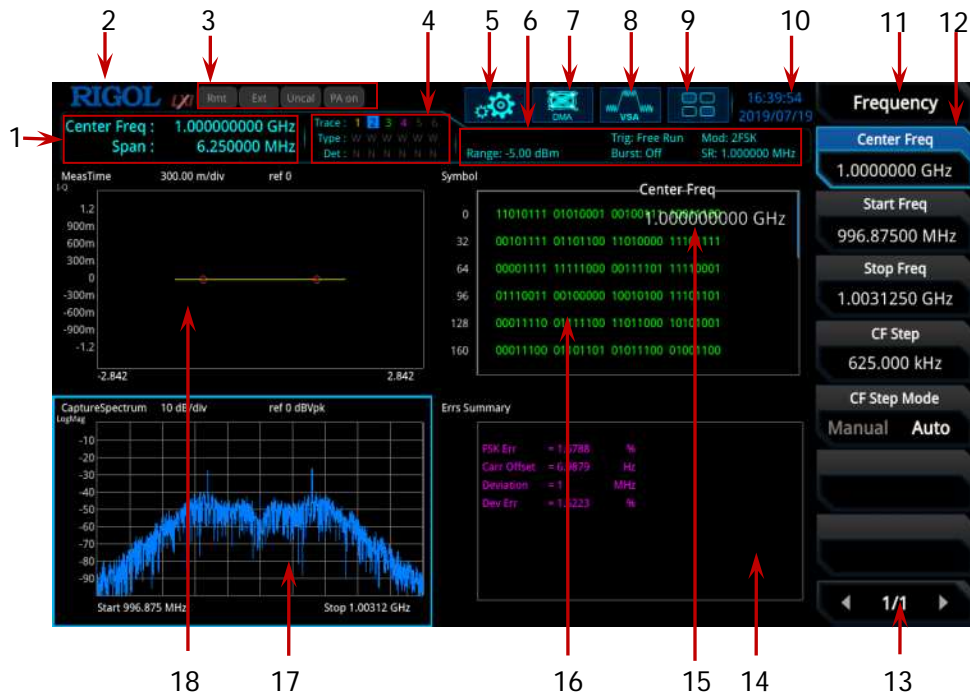 2 3 4 5 6 7 8 9 10 11 12
RIGOL LXI Rmt Ext Uncal PA on
DMA VSA
16:39:54
2019/07/19
Frequency
1
Center Freq : 1.000000000 GHz
Span : 6.250000 MHz
Trace : 1 2 3 4 5 6
Type : W W W W W W
Det : N N N N N N
Trig: Free Run Mod: 2FSK
Range: -5.00 dBm Burst: Off SR: 1.000000 MHz
Center Freq
1.0000000 GHz
Start Freq
996.87500 MHz
Stop Freq
1.0031250 GHz
CF Step
625.000 kHz
CF Step Mode
Manual Auto
1/1
MeasTime 300.00 m/div ref 0
I-Q
1.2
900m
600m
300m
0
-300m
-600m
-900m
-1.2
-2.842 2.842
Symbol
Center Freq
1.000000000 GHz
0 11010111 01010001
32 00101111 01101100 11010000
64 00001111 11111000 00111101 11110001
96 01110011 00100000 10010100 11101101
128 00011110 01111100 11011000 10101001
160 00011100 01101101 01011100 01001100
CaptureSpectrum 10 dB/div ref 0 dBVpk
LogMag
-10
-20
-30
-40
-50
-60
-70
-80
-90
Start 996.875 MHz Stop 1.00312 GHz
Errs Summary
FSK Err = %
Carr Offset = Hz
Deviation = 1 MHz
Dev Err = %
18 17 16 15 14 13